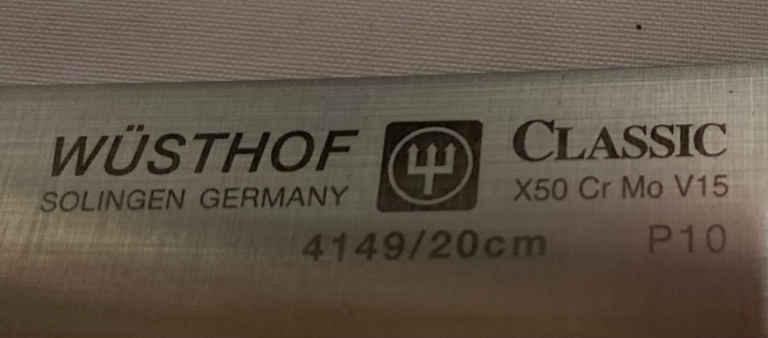 WÜSTHOF CLASSIC
SOLINGEN GERMANY X50 Cr Mo V15
4149/20cm P10